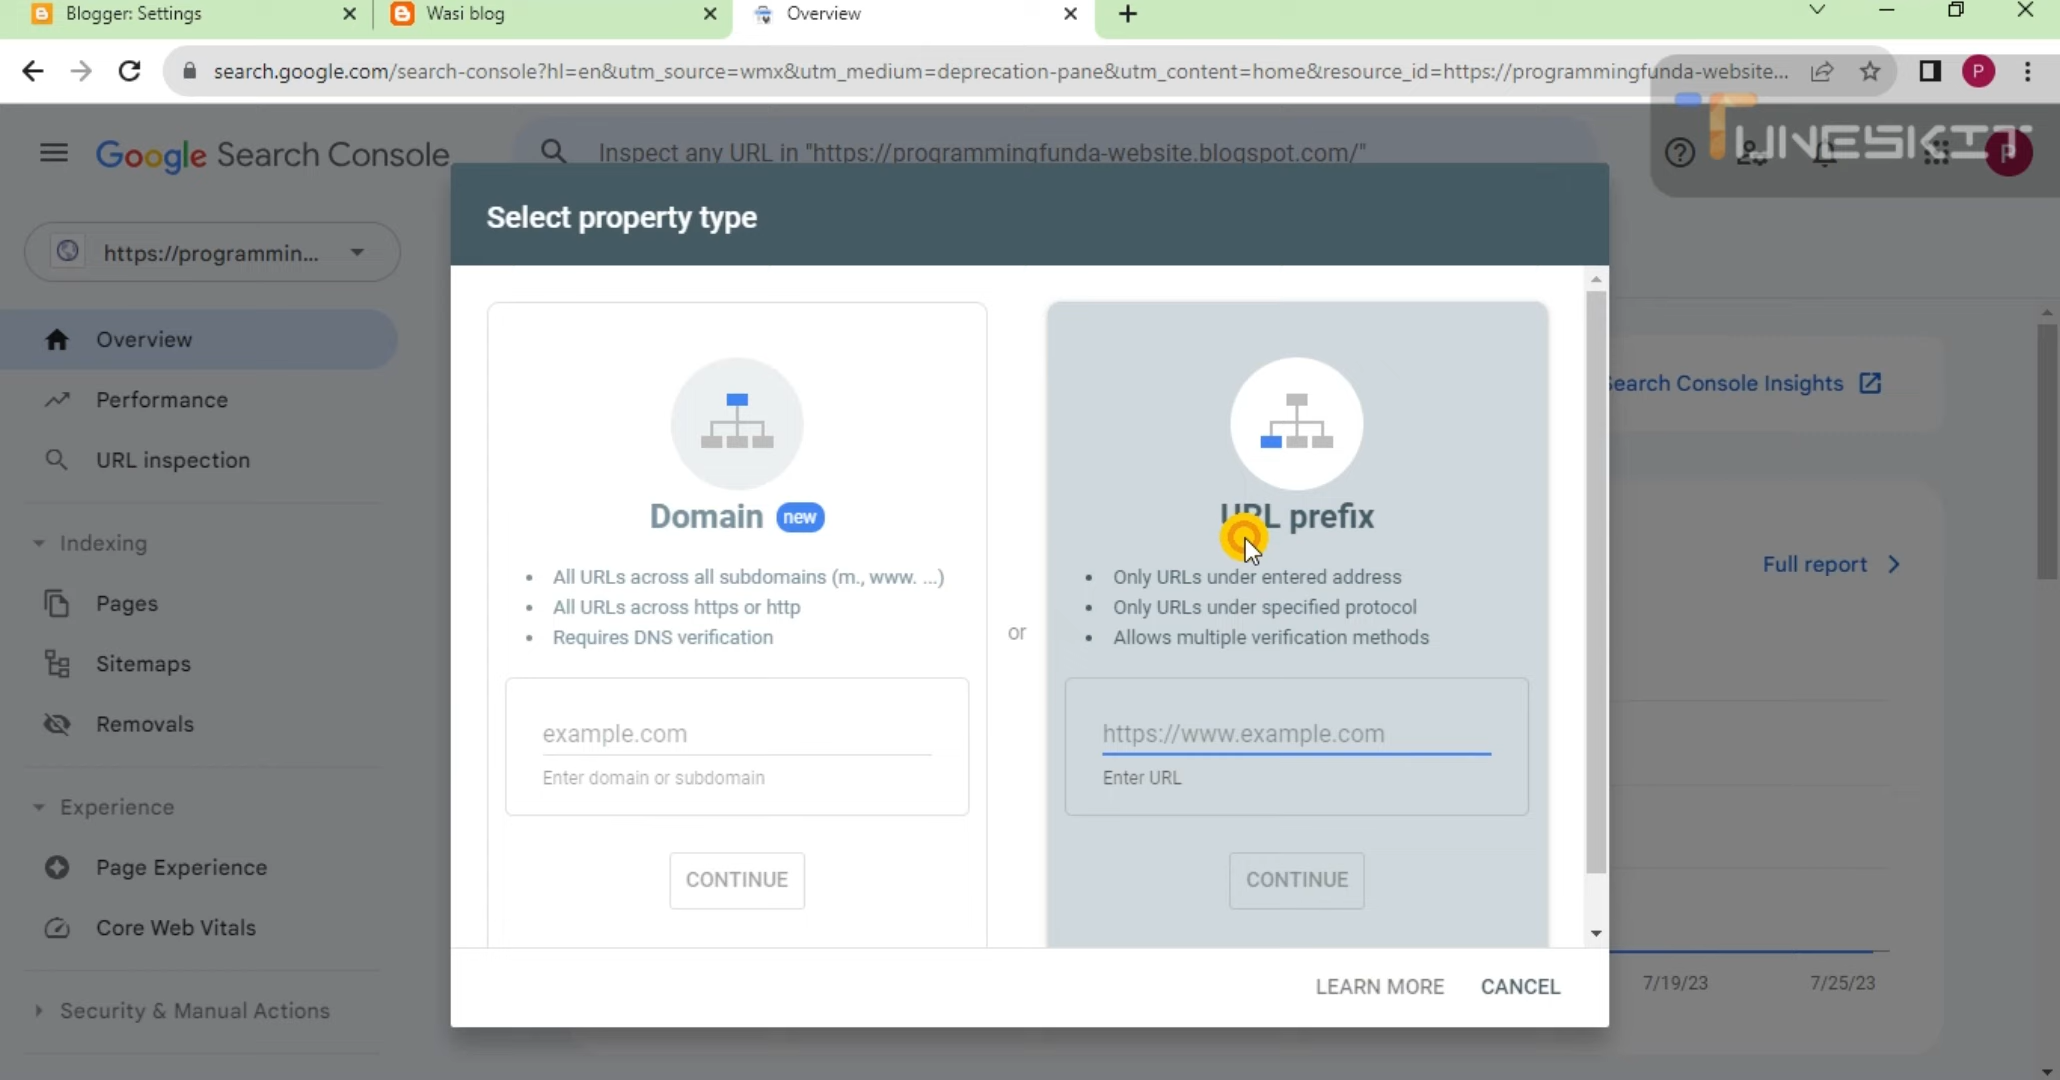 Blogger: Settings
Wasi blog
Overview
search.google.com/search-console?hl=en&utm_source=wmx&utm_medium=deprecation-pane&utm_content=home&resource_id=https://programmingfunda-website...
P
Google Search Console
Inspect any URL in "https://programmingfunda-website.blogspot.com/"
TUNESKIT
P
https://programmin...
Overview
Performance
URL inspection
Indexing
Pages
Sitemaps
Removals
Experience
Page Experience
Core Web Vitals
Security & Manual Actions
Select property type
Domain new
All URLs across all subdomains (m., www. ...)
All URLs across https or http
Requires DNS verification
example.com
Enter domain or subdomain
CONTINUE
or
URL prefix
Only URLs under entered address
Only URLs under specified protocol
Allows multiple verification methods
https://www.example.com
Enter URL
CONTINUE
LEARN MORE
CANCEL
Search Console Insights
Full report
7/19/23
7/25/23